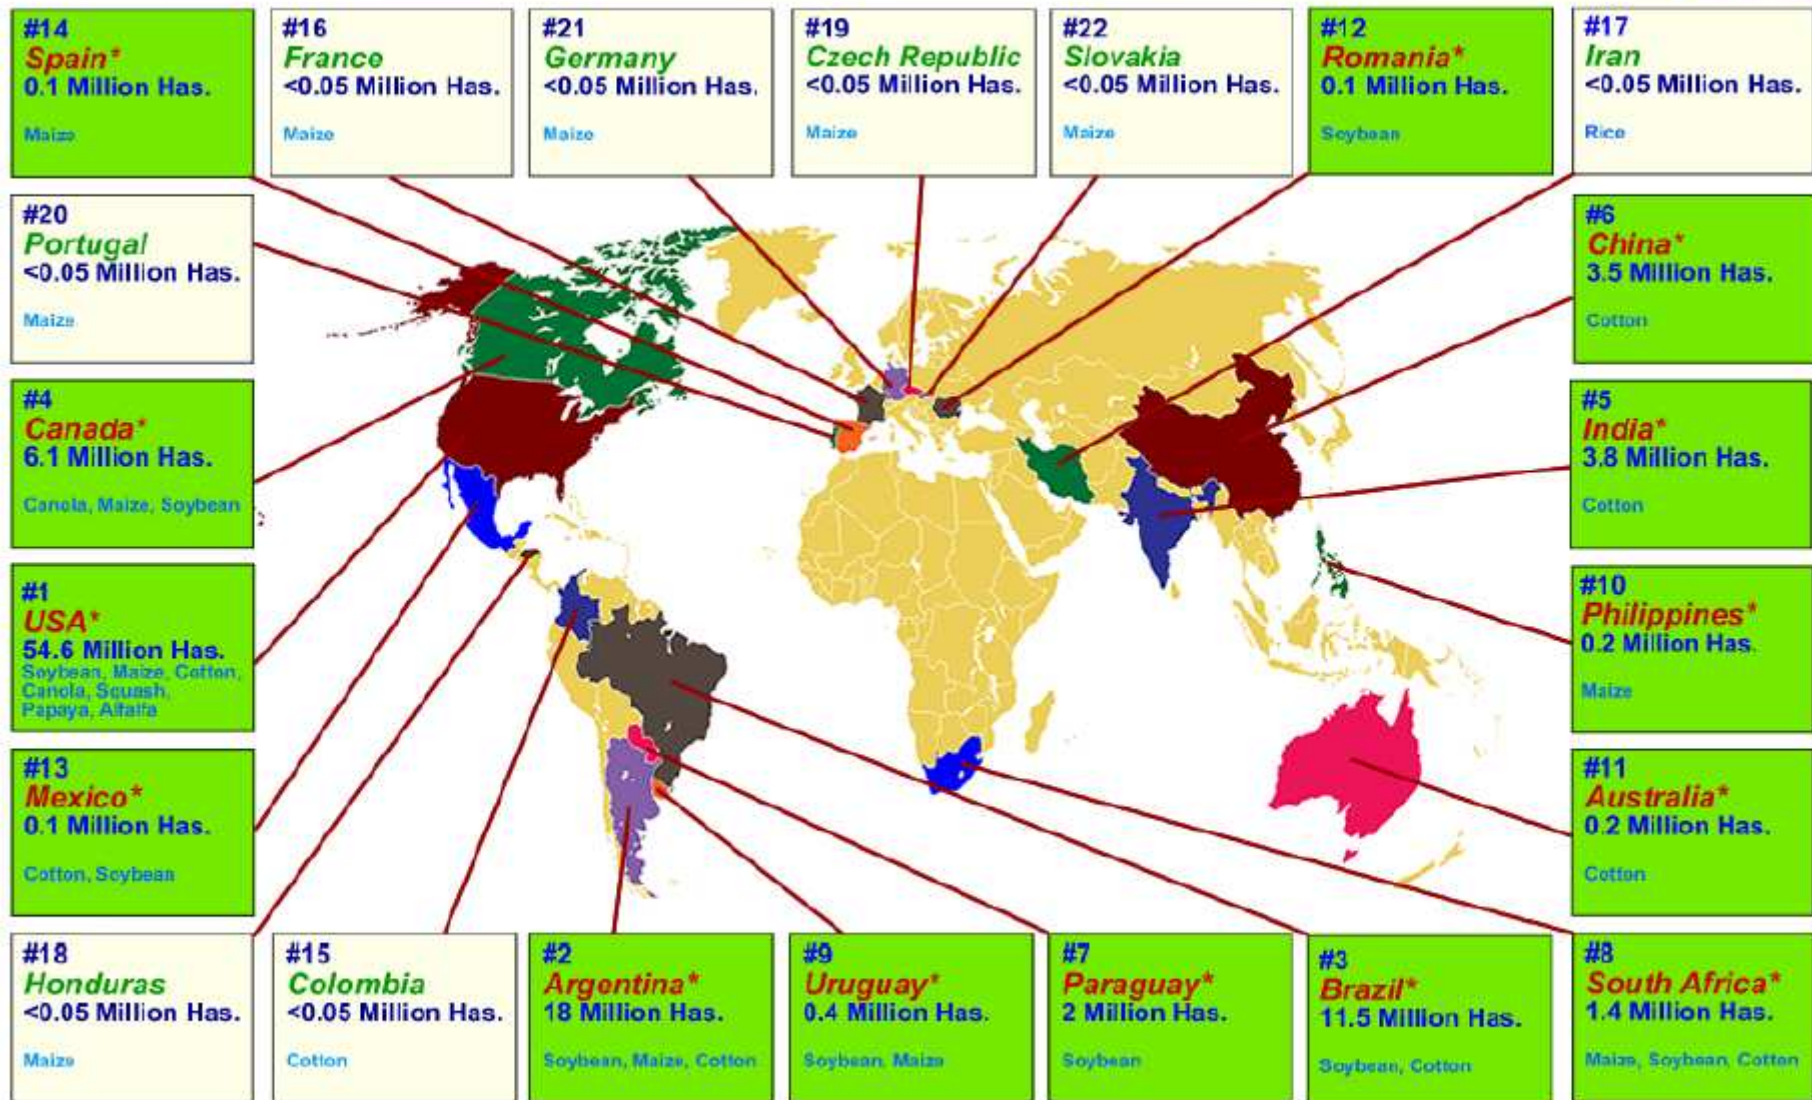 #14
Spain*
0.1 Million Has.
Maize
#16
France
<0.05 Million Has.
Maize
#21
Germany
<0.05 Million Has.
Maize
#19
Czech Republic
<0.05 Million Has.
Maize
#22
Slovakia
<0.05 Million Has.
Maize
#12
Romania*
0.1 Million Has.
Soybean
#17
Iran
<0.05 Million Has.
Rice
#20
Portugal
<0.05 Million Has.
Maize
#6
China*
3.5 Million Has.
Cotton
#4
Canada*
6.1 Million Has.
Canola, Maize, Soybean
#5
India*
3.8 Million Has.
Cotton
#1
USA*
54.6 Million Has.
Soybean, Maize, Cotton,
Canola, Squash,
Papaya, Alfalfa
#10
Philippines*
0.2 Million Has.
Maize
#13
Mexico*
0.1 Million Has.
Cotton, Soybean
#11
Australia*
0.2 Million Has.
Cotton
#18
Honduras
<0.05 Million Has.
Maize
#15
Colombia
<0.05 Million Has.
Cotton
#2
Argentina*
18 Million Has.
Soybean, Maize, Cotton
#9
Uruguay*
0.4 Million Has.
Soybean, Maize
#7
Paraguay*
2 Million Has.
Soybean
#3
Brazil*
11.5 Million Has.
Soybean, Cotton
#8
South Africa*
1.4 Million Has.
Maize, Soybean, Cotton